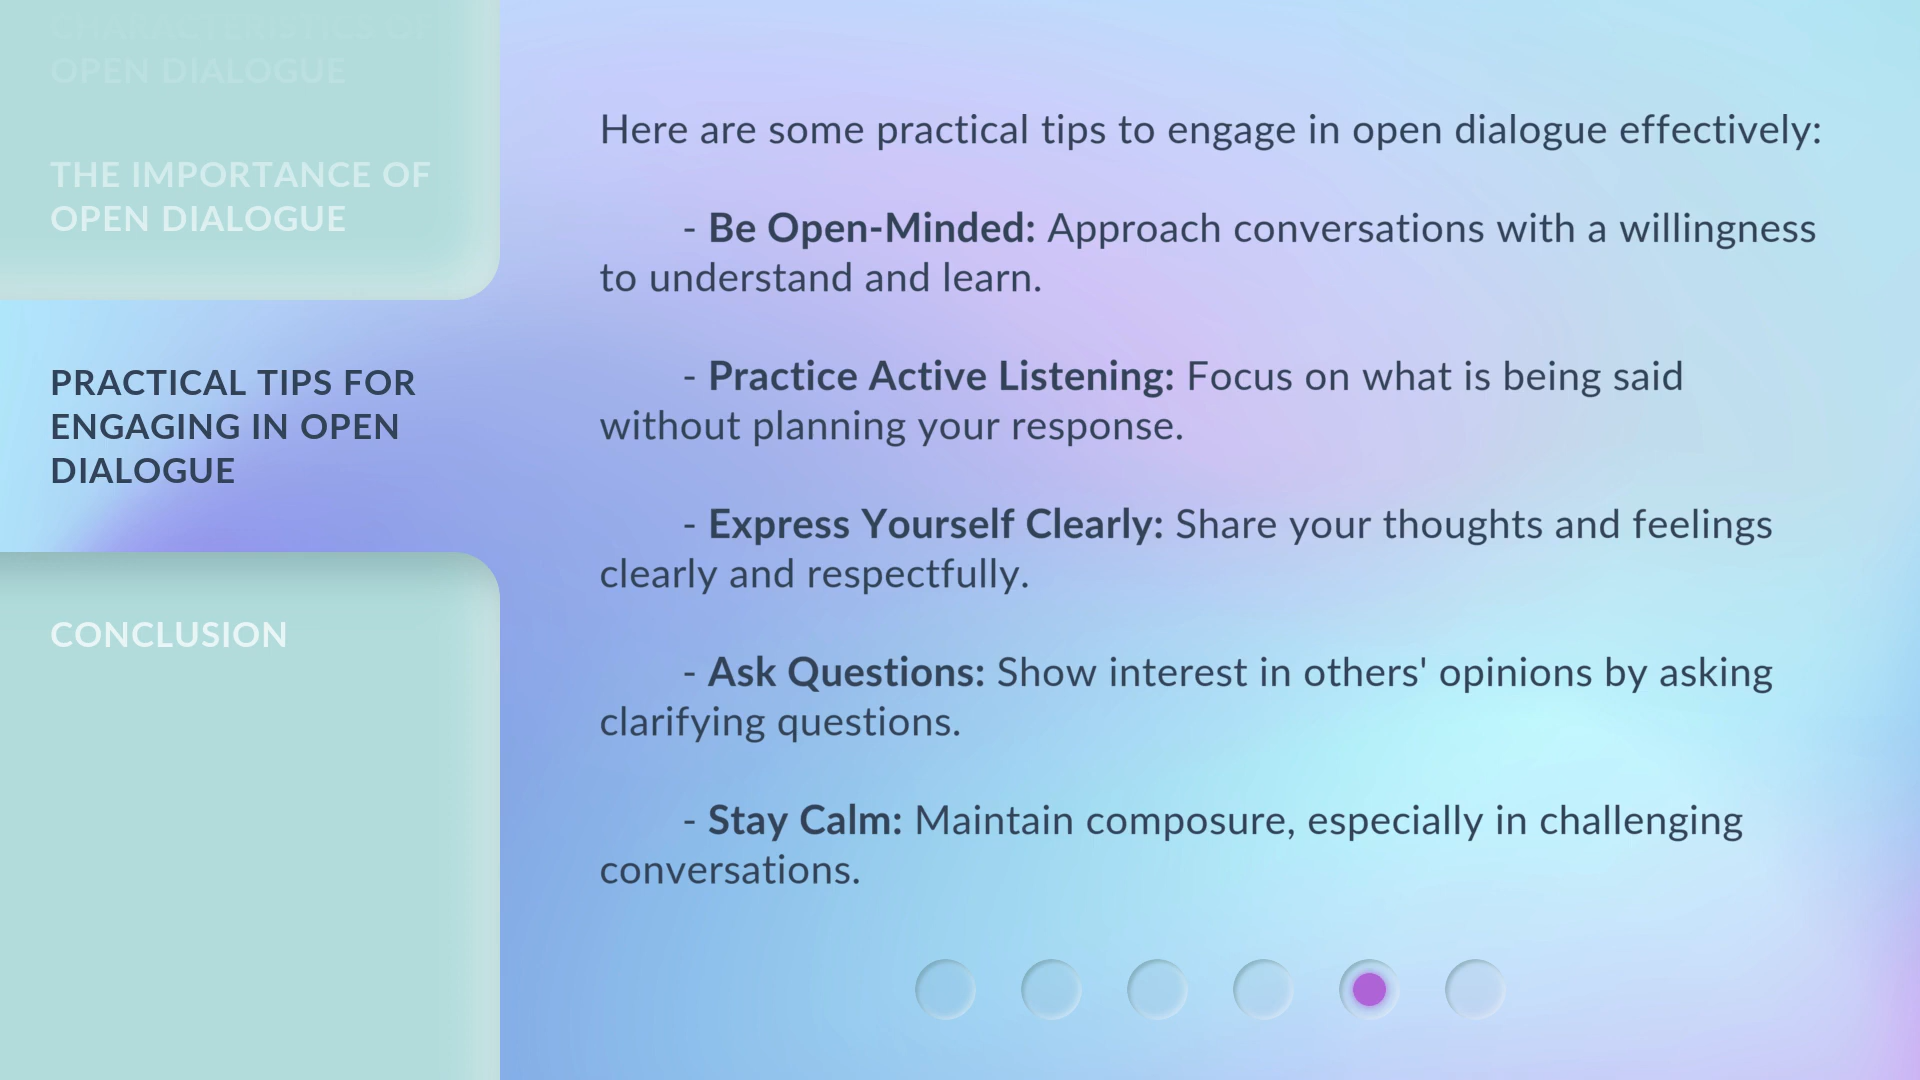 CHARACTERISTICS OF
OPEN DIALOGUE
THE IMPORTANCE OF
OPEN DIALOGUE
PRACTICAL TIPS FOR
ENGAGING IN OPEN
DIALOGUE
CONCLUSION
Here are some practical tips to engage in open dialogue effectively:
- Be Open-Minded: Approach conversations with a willingness
to understand and learn.
- Practice Active Listening: Focus on what is being said
without planning your response.
- Express Yourself Clearly: Share your thoughts and feelings
clearly and respectfully.
- Ask Questions: Show interest in others' opinions by asking
clarifying questions.
- Stay Calm: Maintain composure, especially in challenging
conversations.